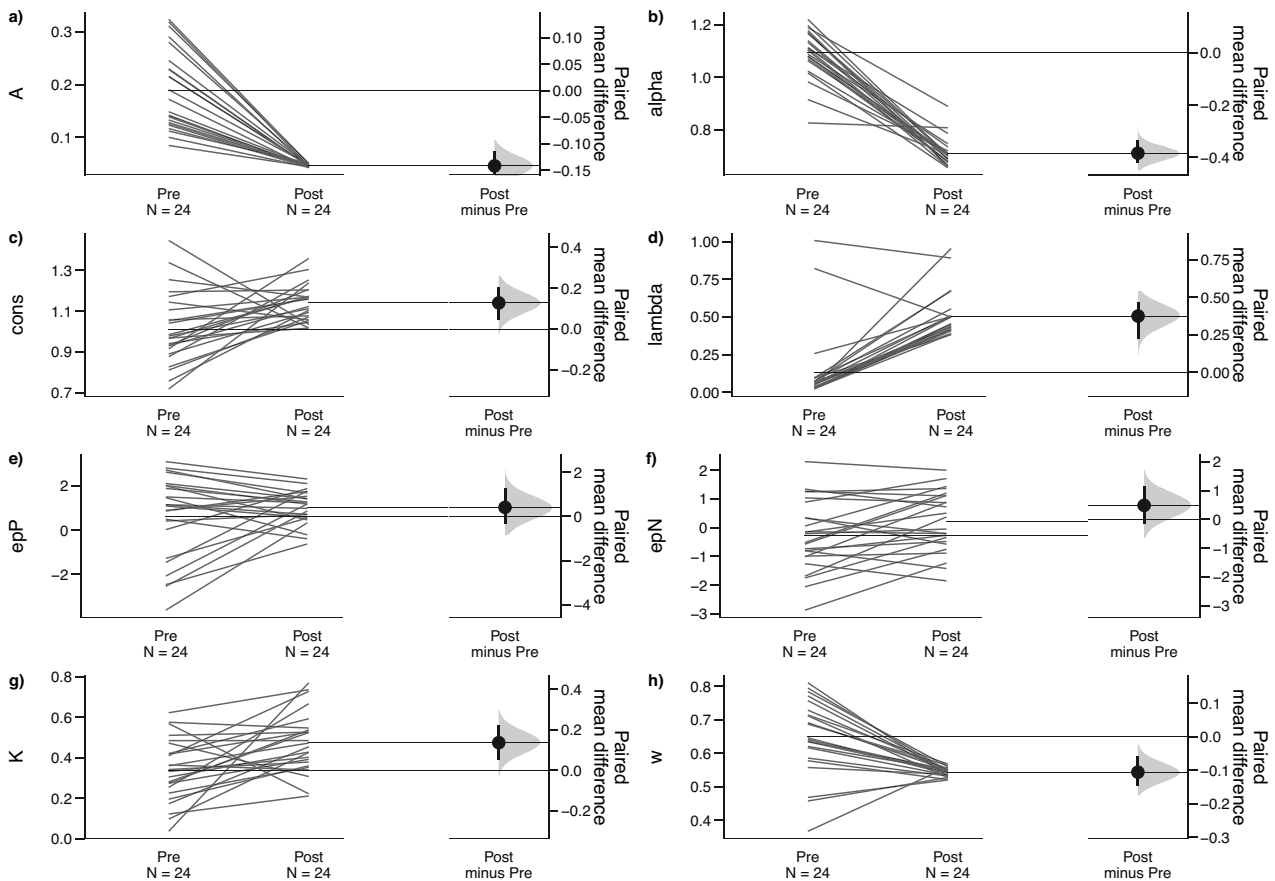 a)
A
0.3
0.2
0.1
0.10
0.05
0.00
−0.05
−0.10
−0.15
Paired
mean difference
Pre
N = 24
Post
N = 24
Post
minus Pre
b)
alpha
1.2
1.0
0.8
0.0
−0.2
−0.4
Paired
mean difference
Pre
N = 24
Post
N = 24
Post
minus Pre
c)
cons
1.3
1.1
0.9
0.7
0.4
0.2
0.0
−0.2
Paired
mean difference
Pre
N = 24
Post
N = 24
Post
minus Pre
d)
lambda
1.00
0.75
0.50
0.25
0.00
0.75
0.50
0.25
0.00
Paired
mean difference
Pre
N = 24
Post
N = 24
Post
minus Pre
e)
epP
2
0
−2
2
0
−2
−4
Paired
mean difference
Pre
N = 24
Post
N = 24
Post
minus Pre
f)
epN
2
1
0
−1
−2
−3
2
1
0
−1
−2
−3
Paired
mean difference
Pre
N = 24
Post
N = 24
Post
minus Pre
g)
K
0.8
0.6
0.4
0.2
0.0
0.4
0.2
0.0
−0.2
Paired
mean difference
Pre
N = 24
Post
N = 24
Post
minus Pre
h)
w
0.8
0.7
0.6
0.5
0.4
0.1
0.0
−0.1
−0.2
−0.3
Paired
mean difference
Pre
N = 24
Post
N = 24
Post
minus Pre